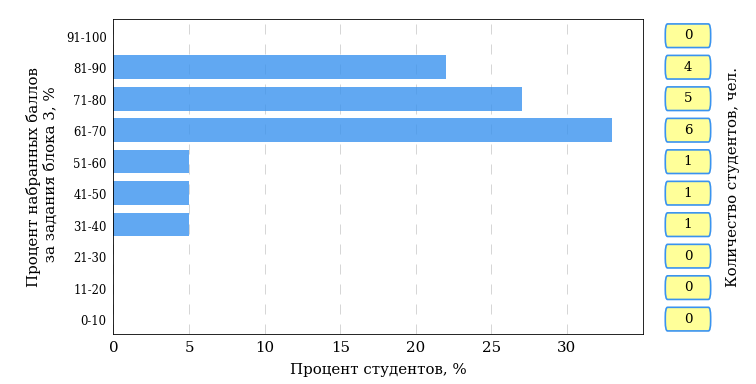 Процент набранных баллов
за задания блока 3, %
91-100 0
81-90 4
71-80 5
61-70 6
51-60 1
41-50 1
31-40 1
21-30 0
11-20 0
0-10 0
0 5 10 15 20 25 30
Процент студентов, %
Количество студентов, чел.